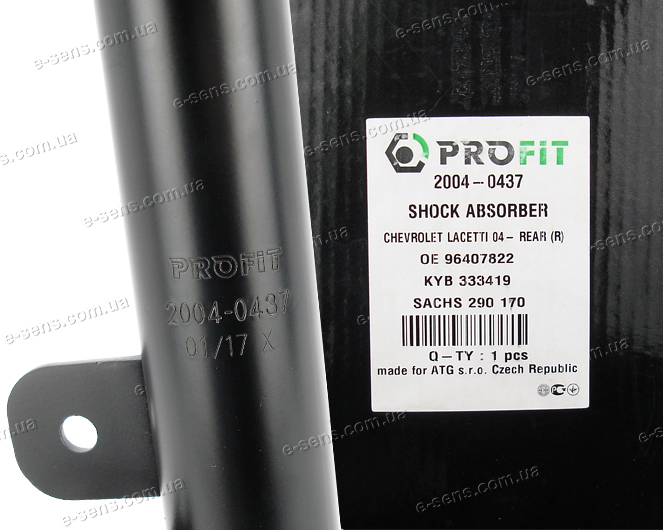 PROFIT
2004-0437
01/17 X
PROFIT
2004-0437
SHOCK ABSORBER
CHEVROLET LACETTI 04- REAR (R)
OE 96407822
KYB 333419
SACHS 290 170
Q-TY : 1 pcs
made for ATG s.r.o. Czech Republic
e-sens.com.ua